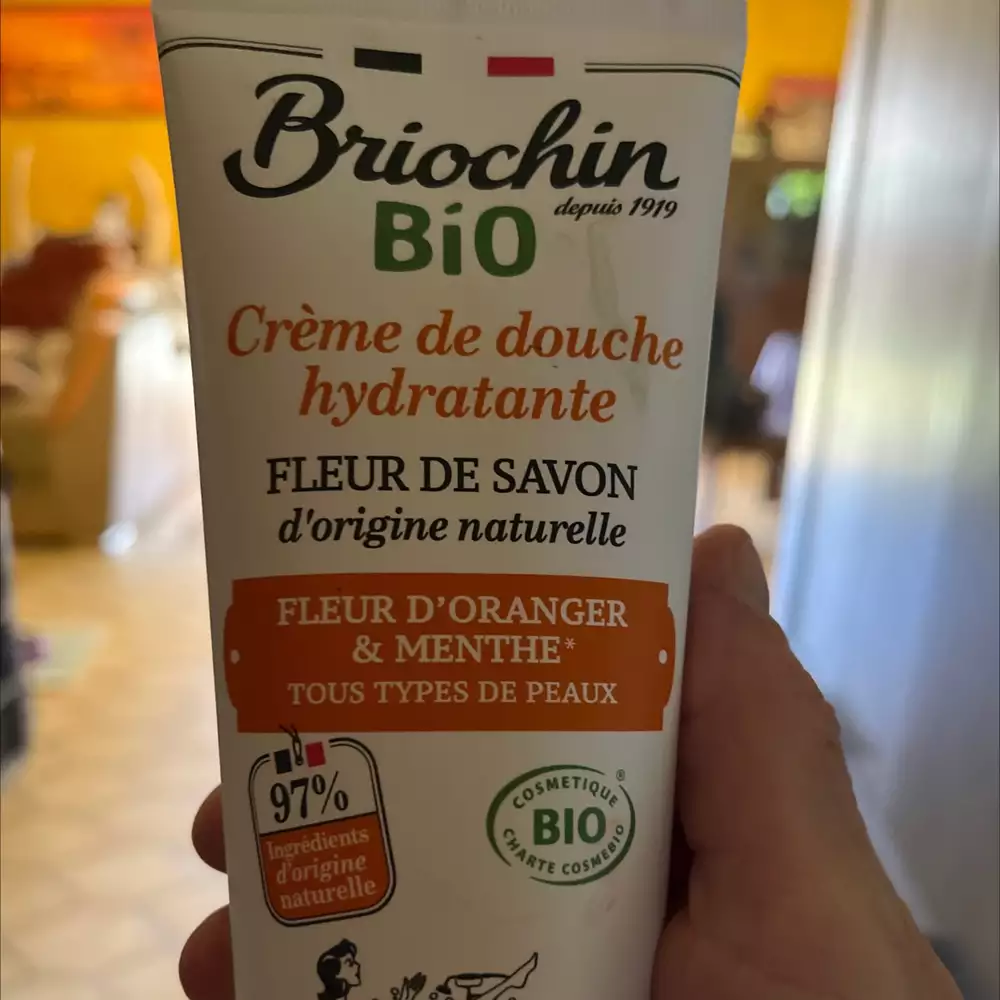 Briochin
depuis 1919
BiO
Crème de douche
hydratante
FLEUR DE SAVON
d'origine naturelle
FLEUR D'ORANGER
& MENTHE*
TOUS TYPES DE PEAUX
97%
Ingrédients
d'origine
naturelle
COSMETIQUE ®
BIO
CHARTE COSMEBIO